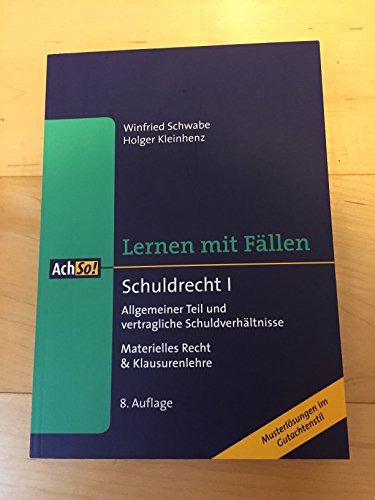 Winfried Schwabe
Holger Kleinhenz
Lernen mit Fällen
AchSo!
Schuldrecht I
Allgemeiner Teil und
vertragliche Schuldverhältnisse
Materielles Recht
& Klausurenlehre
8. Auflage
Musterlösungen im
Gutachtenstil